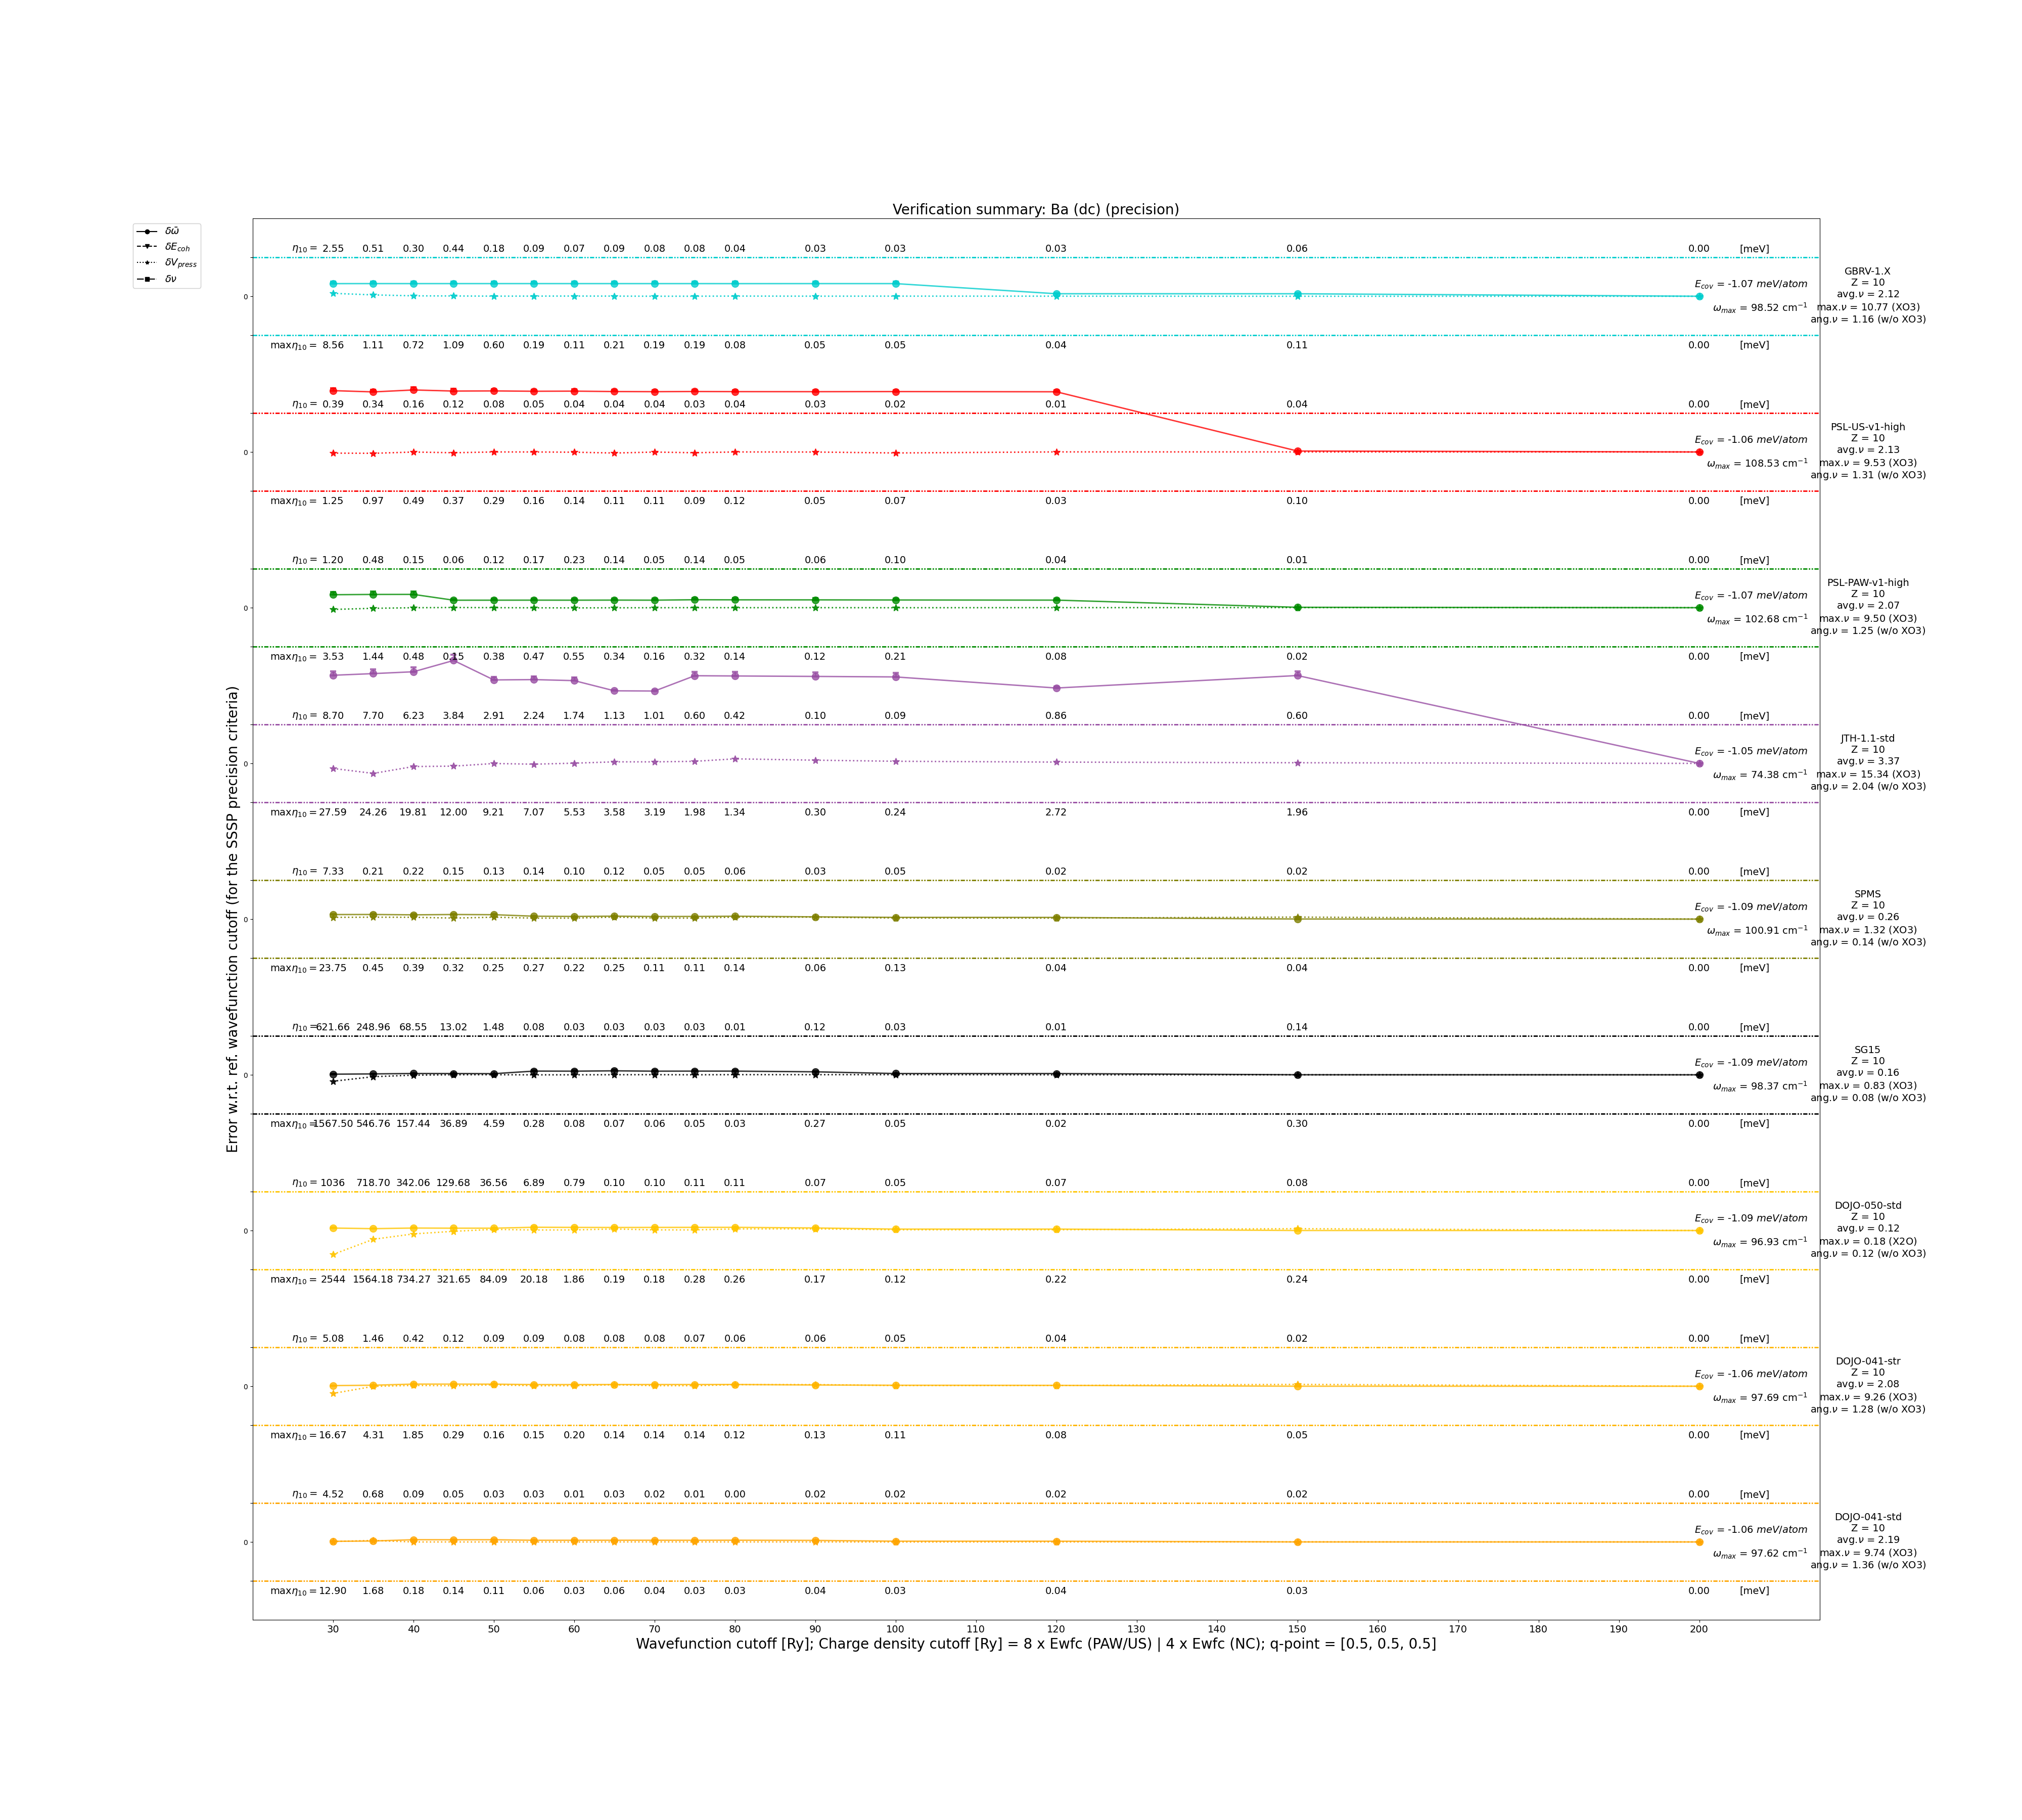 Verification summary: Ba (dc) (precision)
δω̄
δE_coh
δV_press
δν
Error w.r.t. ref. wavefunction cutoff (for the SSSP precision criteria)
η₁₀ = 2.55 0.51 0.30 0.44 0.18 0.09 0.07 0.09 0.08 0.08 0.04 0.03 0.03 0.03 0.06 0.00 [meV]
GBRV-1.X
Z = 10
avg.ν = 2.12
max.ν = 10.77 (XO3)
ang.ν = 1.16 (w/o XO3)
0
E_cov = -1.07 meV/atom
ω_max = 98.52 cm⁻¹
maxη₁₀ = 8.56 1.11 0.72 1.09 0.60 0.19 0.11 0.21 0.19 0.19 0.08 0.05 0.05 0.04 0.11 0.00 [meV]
η₁₀ = 0.39 0.34 0.16 0.12 0.08 0.05 0.04 0.04 0.04 0.03 0.04 0.03 0.02 0.01 0.04 0.00 [meV]
PSL-US-v1-high
Z = 10
avg.ν = 2.13
max.ν = 9.53 (XO3)
ang.ν = 1.31 (w/o XO3)
0
E_cov = -1.06 meV/atom
ω_max = 108.53 cm⁻¹
maxη₁₀ = 1.25 0.97 0.49 0.37 0.29 0.16 0.14 0.11 0.11 0.09 0.12 0.05 0.07 0.03 0.10 0.00 [meV]
η₁₀ = 1.20 0.48 0.15 0.06 0.12 0.17 0.23 0.14 0.05 0.14 0.05 0.06 0.10 0.04 0.01 0.00 [meV]
PSL-PAW-v1-high
Z = 10
avg.ν = 2.07
max.ν = 9.50 (XO3)
ang.ν = 1.25 (w/o XO3)
0
E_cov = -1.07 meV/atom
ω_max = 102.68 cm⁻¹
maxη₁₀ = 3.53 1.44 0.48 0.15 0.38 0.47 0.55 0.34 0.16 0.32 0.14 0.12 0.21 0.08 0.02 0.00 [meV]
η₁₀ = 8.70 7.70 6.23 3.84 2.91 2.24 1.74 1.13 1.01 0.60 0.42 0.10 0.09 0.86 0.60 0.00 [meV]
JTH-1.1-std
Z = 10
avg.ν = 3.37
max.ν = 15.34 (XO3)
ang.ν = 2.04 (w/o XO3)
0
E_cov = -1.05 meV/atom
ω_max = 74.38 cm⁻¹
maxη₁₀ = 27.59 24.26 19.81 12.00 9.21 7.07 5.53 3.58 3.19 1.98 1.34 0.30 0.24 2.72 1.96 0.00 [meV]
η₁₀ = 7.33 0.21 0.22 0.15 0.13 0.14 0.10 0.12 0.05 0.05 0.06 0.03 0.05 0.02 0.02 0.00 [meV]
SPMS
Z = 10
avg.ν = 0.26
max.ν = 1.32 (XO3)
ang.ν = 0.14 (w/o XO3)
0
E_cov = -1.09 meV/atom
ω_max = 100.91 cm⁻¹
maxη₁₀ = 23.75 0.45 0.39 0.32 0.25 0.27 0.22 0.25 0.11 0.11 0.14 0.06 0.13 0.04 0.04 0.00 [meV]
η₁₀ = 621.66 248.96 68.55 13.02 1.48 0.08 0.03 0.03 0.03 0.03 0.01 0.12 0.03 0.01 0.14 0.00 [meV]
SG15
Z = 10
avg.ν = 0.16
max.ν = 0.83 (XO3)
ang.ν = 0.08 (w/o XO3)
0
E_cov = -1.09 meV/atom
ω_max = 98.37 cm⁻¹
maxη₁₀ = 1567.50 546.76 157.44 36.89 4.59 0.28 0.08 0.07 0.06 0.05 0.03 0.27 0.05 0.02 0.30 0.00 [meV]
η₁₀ = 1036 718.70 342.06 129.68 36.56 6.89 0.79 0.10 0.10 0.11 0.11 0.07 0.05 0.07 0.08 0.00 [meV]
DOJO-050-std
Z = 10
avg.ν = 0.12
max.ν = 0.18 (X2O)
ang.ν = 0.12 (w/o XO3)
0
E_cov = -1.09 meV/atom
ω_max = 96.93 cm⁻¹
maxη₁₀ = 2544 1564.18 734.27 321.65 84.09 20.18 1.86 0.19 0.18 0.28 0.26 0.17 0.12 0.22 0.24 0.00 [meV]
η₁₀ = 5.08 1.46 0.42 0.12 0.09 0.09 0.08 0.08 0.08 0.07 0.06 0.06 0.05 0.04 0.02 0.00 [meV]
DOJO-041-str
Z = 10
avg.ν = 2.08
max.ν = 9.26 (XO3)
ang.ν = 1.28 (w/o XO3)
0
E_cov = -1.06 meV/atom
ω_max = 97.69 cm⁻¹
maxη₁₀ = 16.67 4.31 1.85 0.29 0.16 0.15 0.20 0.14 0.14 0.14 0.12 0.13 0.11 0.08 0.05 0.00 [meV]
η₁₀ = 4.52 0.68 0.09 0.05 0.03 0.03 0.01 0.03 0.02 0.01 0.00 0.02 0.02 0.02 0.02 0.00 [meV]
DOJO-041-std
Z = 10
avg.ν = 2.19
max.ν = 9.74 (XO3)
ang.ν = 1.36 (w/o XO3)
0
E_cov = -1.06 meV/atom
ω_max = 97.62 cm⁻¹
maxη₁₀ = 12.90 1.68 0.18 0.14 0.11 0.06 0.03 0.06 0.04 0.03 0.03 0.04 0.03 0.04 0.03 0.00 [meV]
30 40 50 60 70 80 90 100 110 120 130 140 150 160 170 180 190 200
Wavefunction cutoff [Ry]; Charge density cutoff [Ry] = 8 x Ewfc (PAW/US) | 4 x Ewfc (NC); q-point = [0.5, 0.5, 0.5]